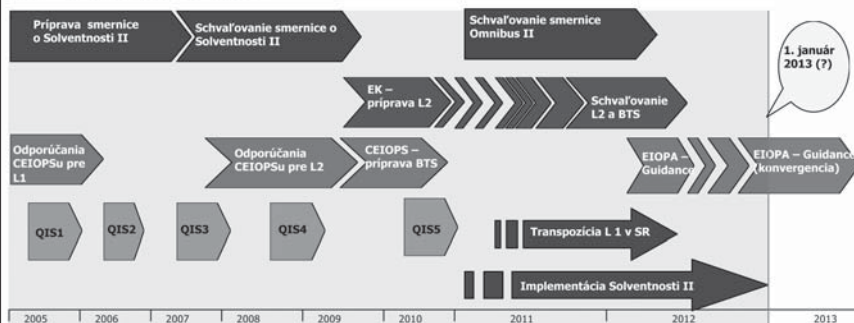 Príprava smernice
o Solventnosti II
Schvaľovanie smernice o
Solventnosti II
Schvaľovanie smernice
Omnibus II
1. január
2013 (?)
EK –
príprava L2
Schvaľovanie
L2 a BTS
Odporúčania
CEIOPSu pre
L1
Odporúčania
CEIOPSu pre L2
CEIOPS –
príprava BTS
EIOPA –
Guidance
EIOPA – Guidance
(konvergencia)
QIS1
QIS2
QIS3
QIS4
QIS5
Transpozícia L 1 v SR
Implementácia Solventnosti II
2005 2006 2007 2008 2009 2010 2011 2012 2013